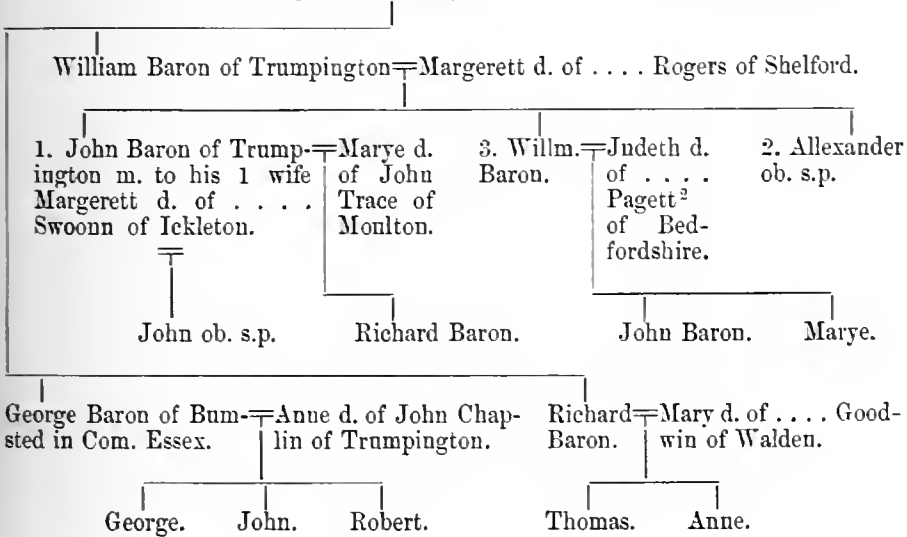 William Baron of Trumpington=Margerett d. of . . . . Rogers of Shelford.
1. John Baron of Trump-
ington m. to his 1 wife
Margerett d. of . . . .
Swoonn of Ickleton.
=Marye d.
of John
Trace of
Moulton.
3. Willm.
Baron.
=Judeth d.
of . . . .
Pagett ²
of Bed-
fordshire.
2. Allexander
ob. s.p.
John ob. s.p.
Richard Baron.
John Baron.
Marye.
George Baron of Bum-
sted in Com. Essex.
=Anne d. of John Chap-
lin of Trumpington.
Richard
Baron.
=Mary d. of . . . . Good-
win of Walden.
George.
John.
Robert.
Thomas.
Anne.